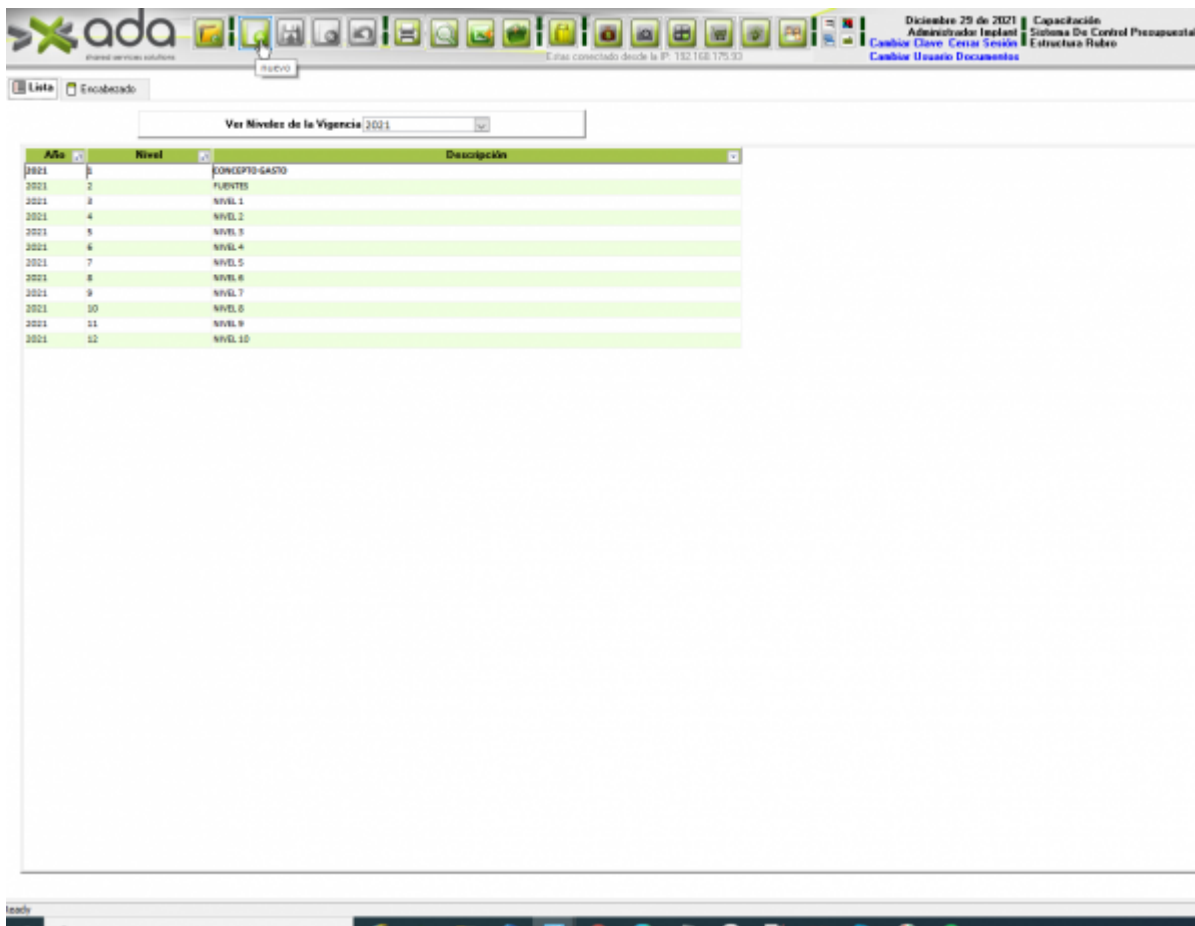 ada
shared services solutions
nuevo
Estas conectado desde la IP: 192.168.175.93
Diciembre 29 de 2021
Administrador Implant
Cambiar Clave Cerrar Sesión
Cambiar Usuario Documentos
Capacitación
Sistema De Control Presupuestal
Estructura Rubro
Lista Encabezado
Ver Niveles de la Vigencia 2021
Año Nivel Descripción
2021 1 CONCEPTO-GASTO
2021 2 FUENTES
2021 3 NIVEL 1
2021 4 NIVEL 2
2021 5 NIVEL 3
2021 6 NIVEL 4
2021 7 NIVEL 5
2021 8 NIVEL 6
2021 9 NIVEL 7
2021 10 NIVEL 8
2021 11 NIVEL 9
2021 12 NIVEL 10
Ready